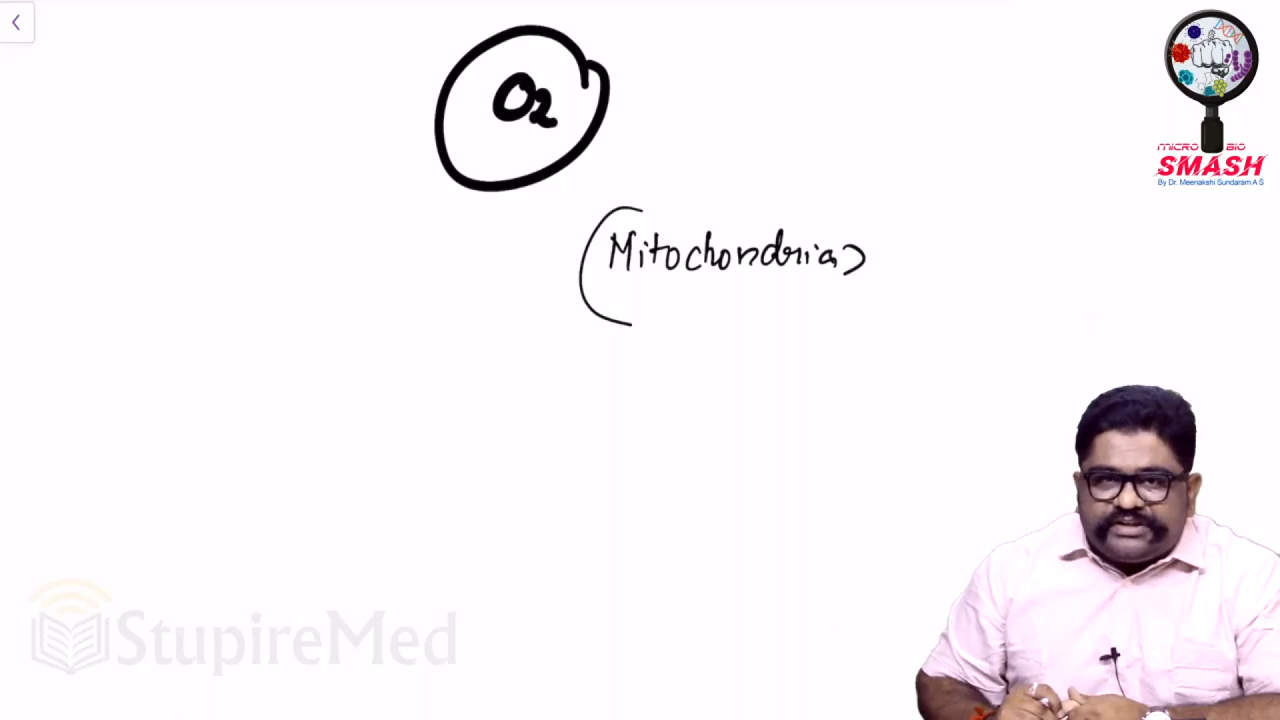 O2
(Mitochondria)
MICRO BIO
SMASH
By Dr. Meenakshi Sundaram A S
StupireMed